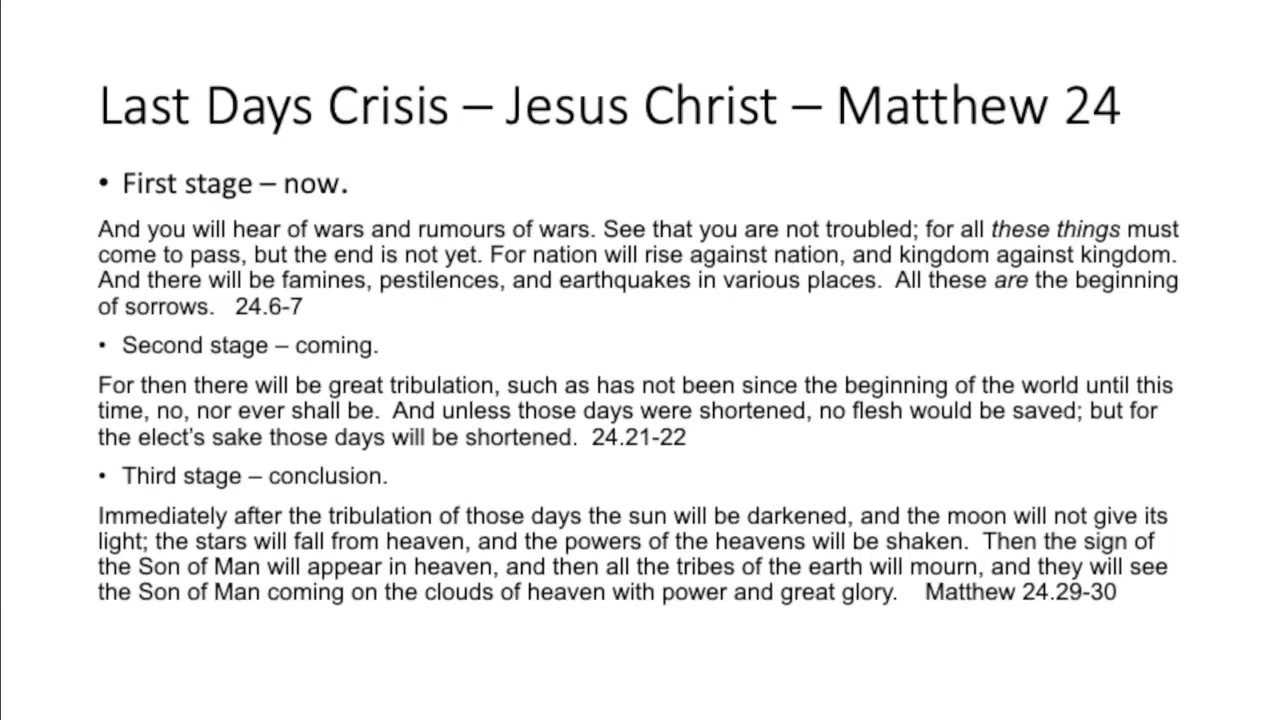 Last Days Crisis – Jesus Christ – Matthew 24
• First stage – now.
And you will hear of wars and rumours of wars. See that you are not troubled; for all these things must
come to pass, but the end is not yet. For nation will rise against nation, and kingdom against kingdom.
And there will be famines, pestilences, and earthquakes in various places.  All these are the beginning
of sorrows.   24.6-7
• Second stage – coming.
For then there will be great tribulation, such as has not been since the beginning of the world until this
time, no, nor ever shall be.  And unless those days were shortened, no flesh would be saved; but for
the elect’s sake those days will be shortened.  24.21-22
• Third stage – conclusion.
Immediately after the tribulation of those days the sun will be darkened, and the moon will not give its
light; the stars will fall from heaven, and the powers of the heavens will be shaken.  Then the sign of
the Son of Man will appear in heaven, and then all the tribes of the earth will mourn, and they will see
the Son of Man coming on the clouds of heaven with power and great glory.    Matthew 24.29-30